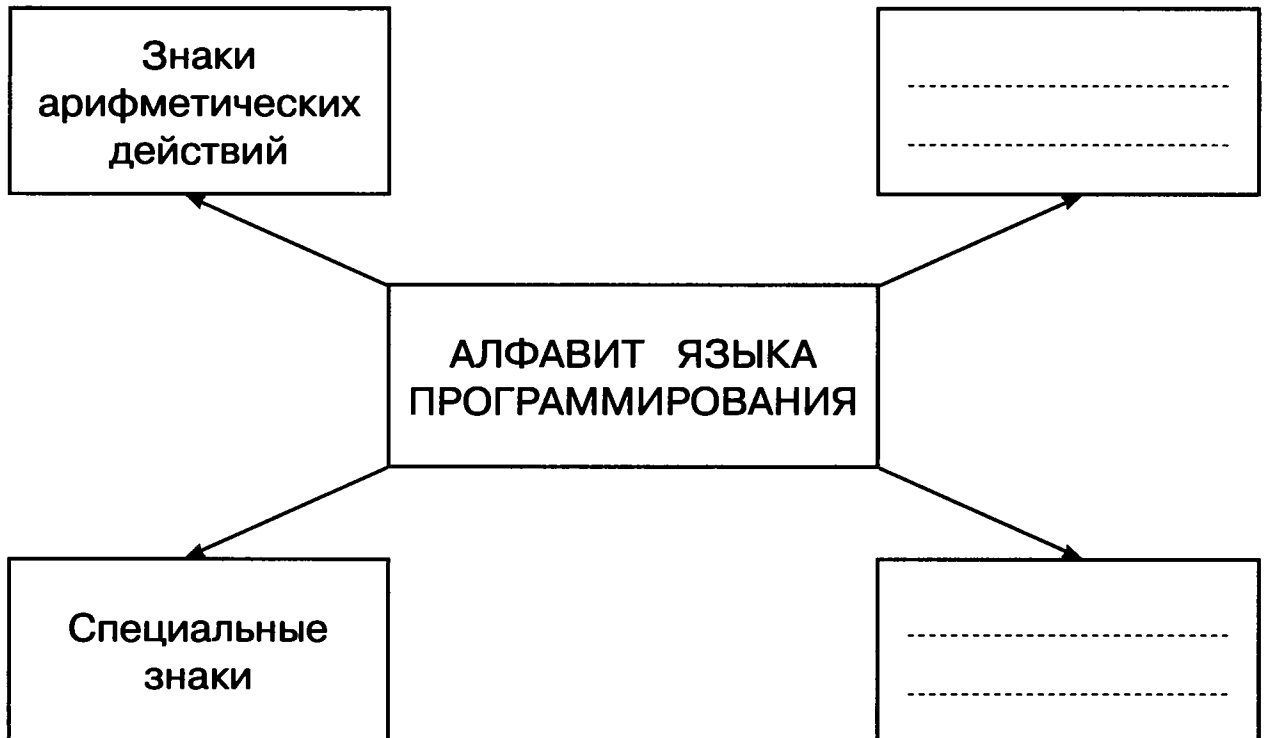 Знаки
арифметических
действий
АЛФАВИТ ЯЗЫКА
ПРОГРАММИРОВАНИЯ
Специальные
знаки